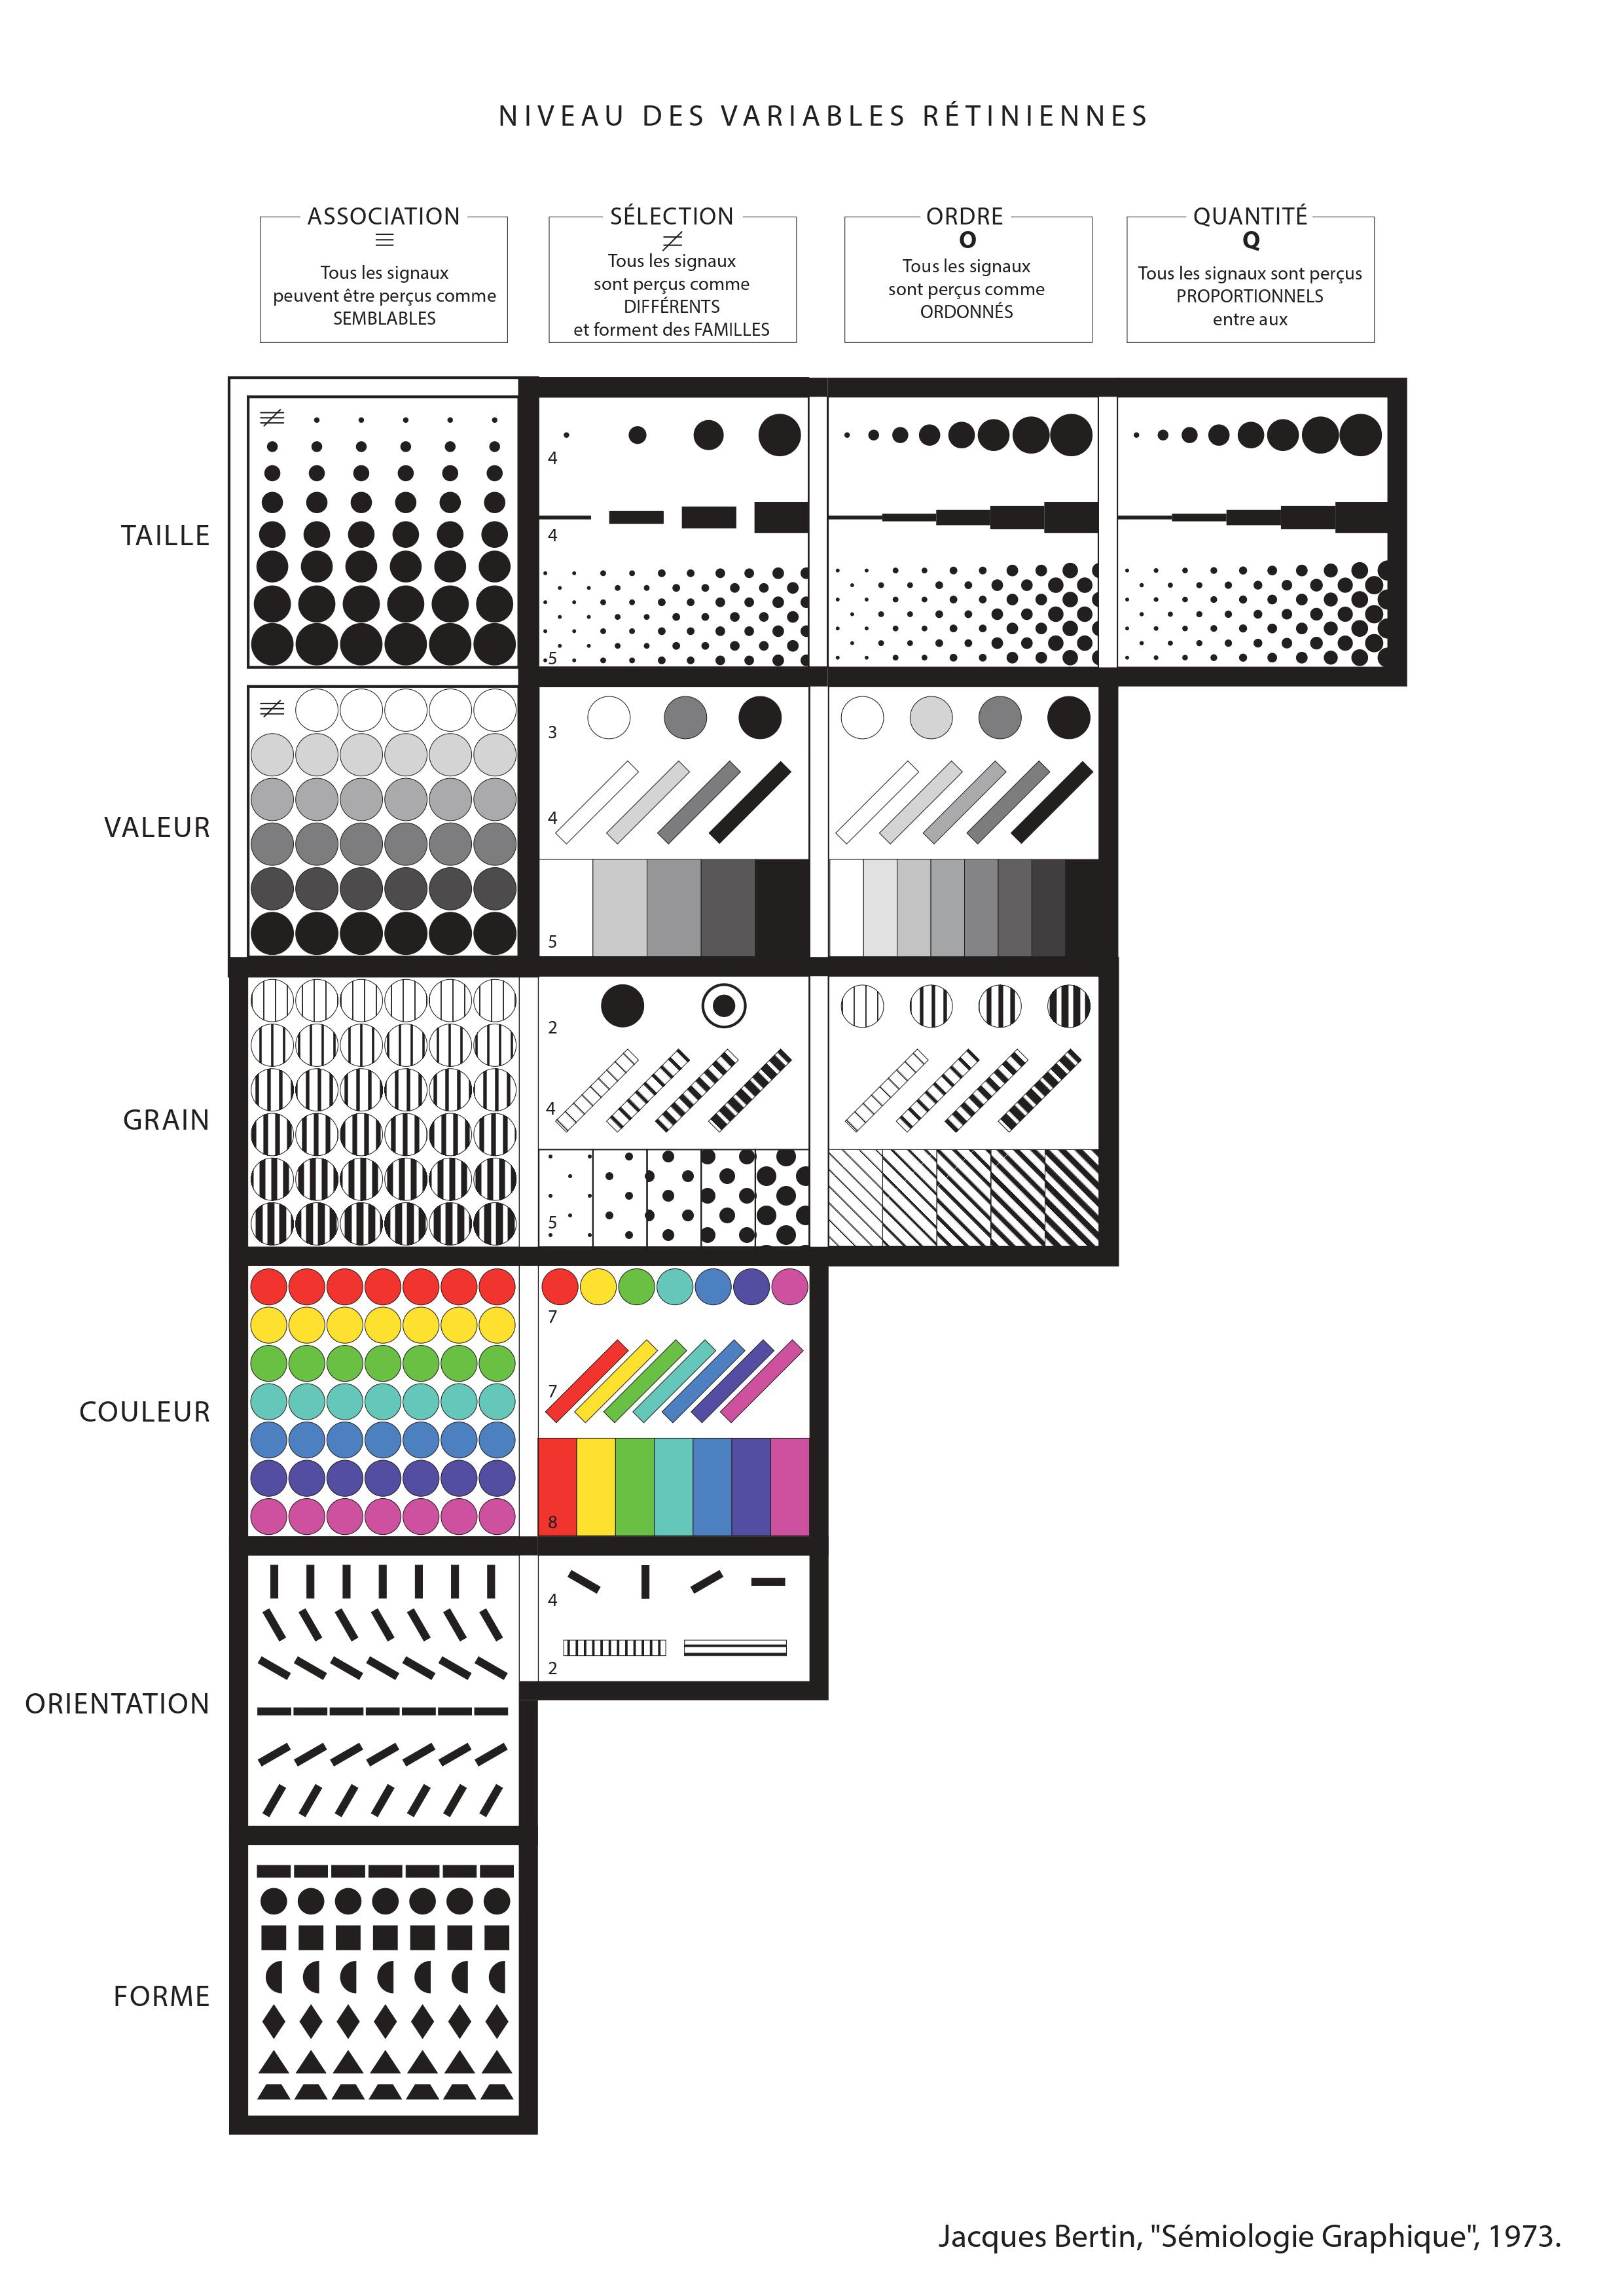 NIVEAU DES VARIABLES RÉTINIENNES
ASSOCIATION
≡
Tous les signaux
peuvent être perçus comme
SEMBLABLES
SÉLECTION
≠
Tous les signaux
sont perçus comme
DIFFÉRENTS
et forment des FAMILLES
ORDRE
O
Tous les signaux
sont perçus comme
ORDONNÉS
QUANTITÉ
Q
Tous les signaux sont perçus
PROPORTIONNELS
entre aux
TAILLE
≢
4
4
5
VALEUR
≢
3
4
5
GRAIN
2
4
5
COULEUR
7
7
8
ORIENTATION
4
2
FORME
Jacques Bertin, "Sémiologie Graphique", 1973.